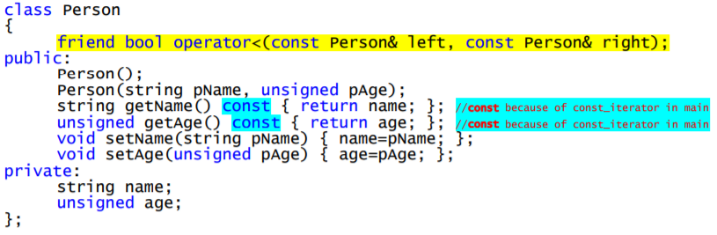 class Person
{
friend bool operator<(const Person& left, const Person& right);
public:
Person();
Person(string pName, unsigned pAge);
string getName() const { return name; }; //const because of const_iterator in main
unsigned getAge() const { return age; }; //const because of const_iterator in main
void setName(string pName) { name=pName; };
void setAge(unsigned pAge) { age=pAge; };
private:
string name;
unsigned age;
};